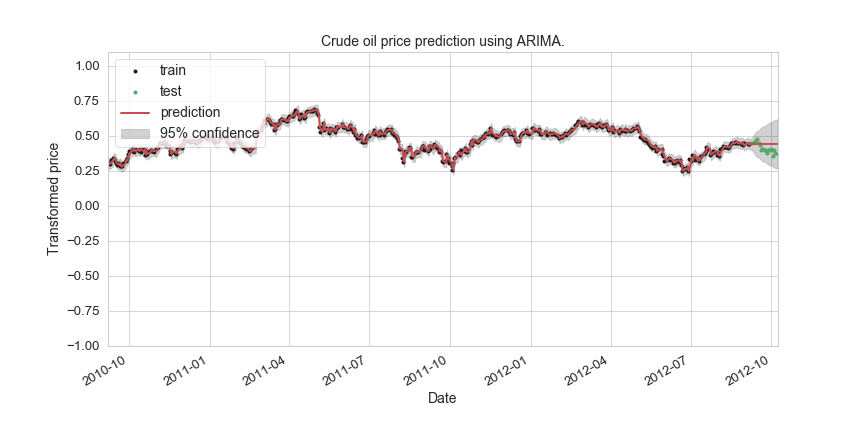 Crude oil price prediction using ARIMA.
train
test
prediction
95% confidence
1.00
0.75
0.50
0.25
0.00
−0.25
−0.50
−0.75
−1.00
Transformed price
2010-10
2011-01
2011-04
2011-07
2011-10
2012-01
2012-04
2012-07
2012-10
Date